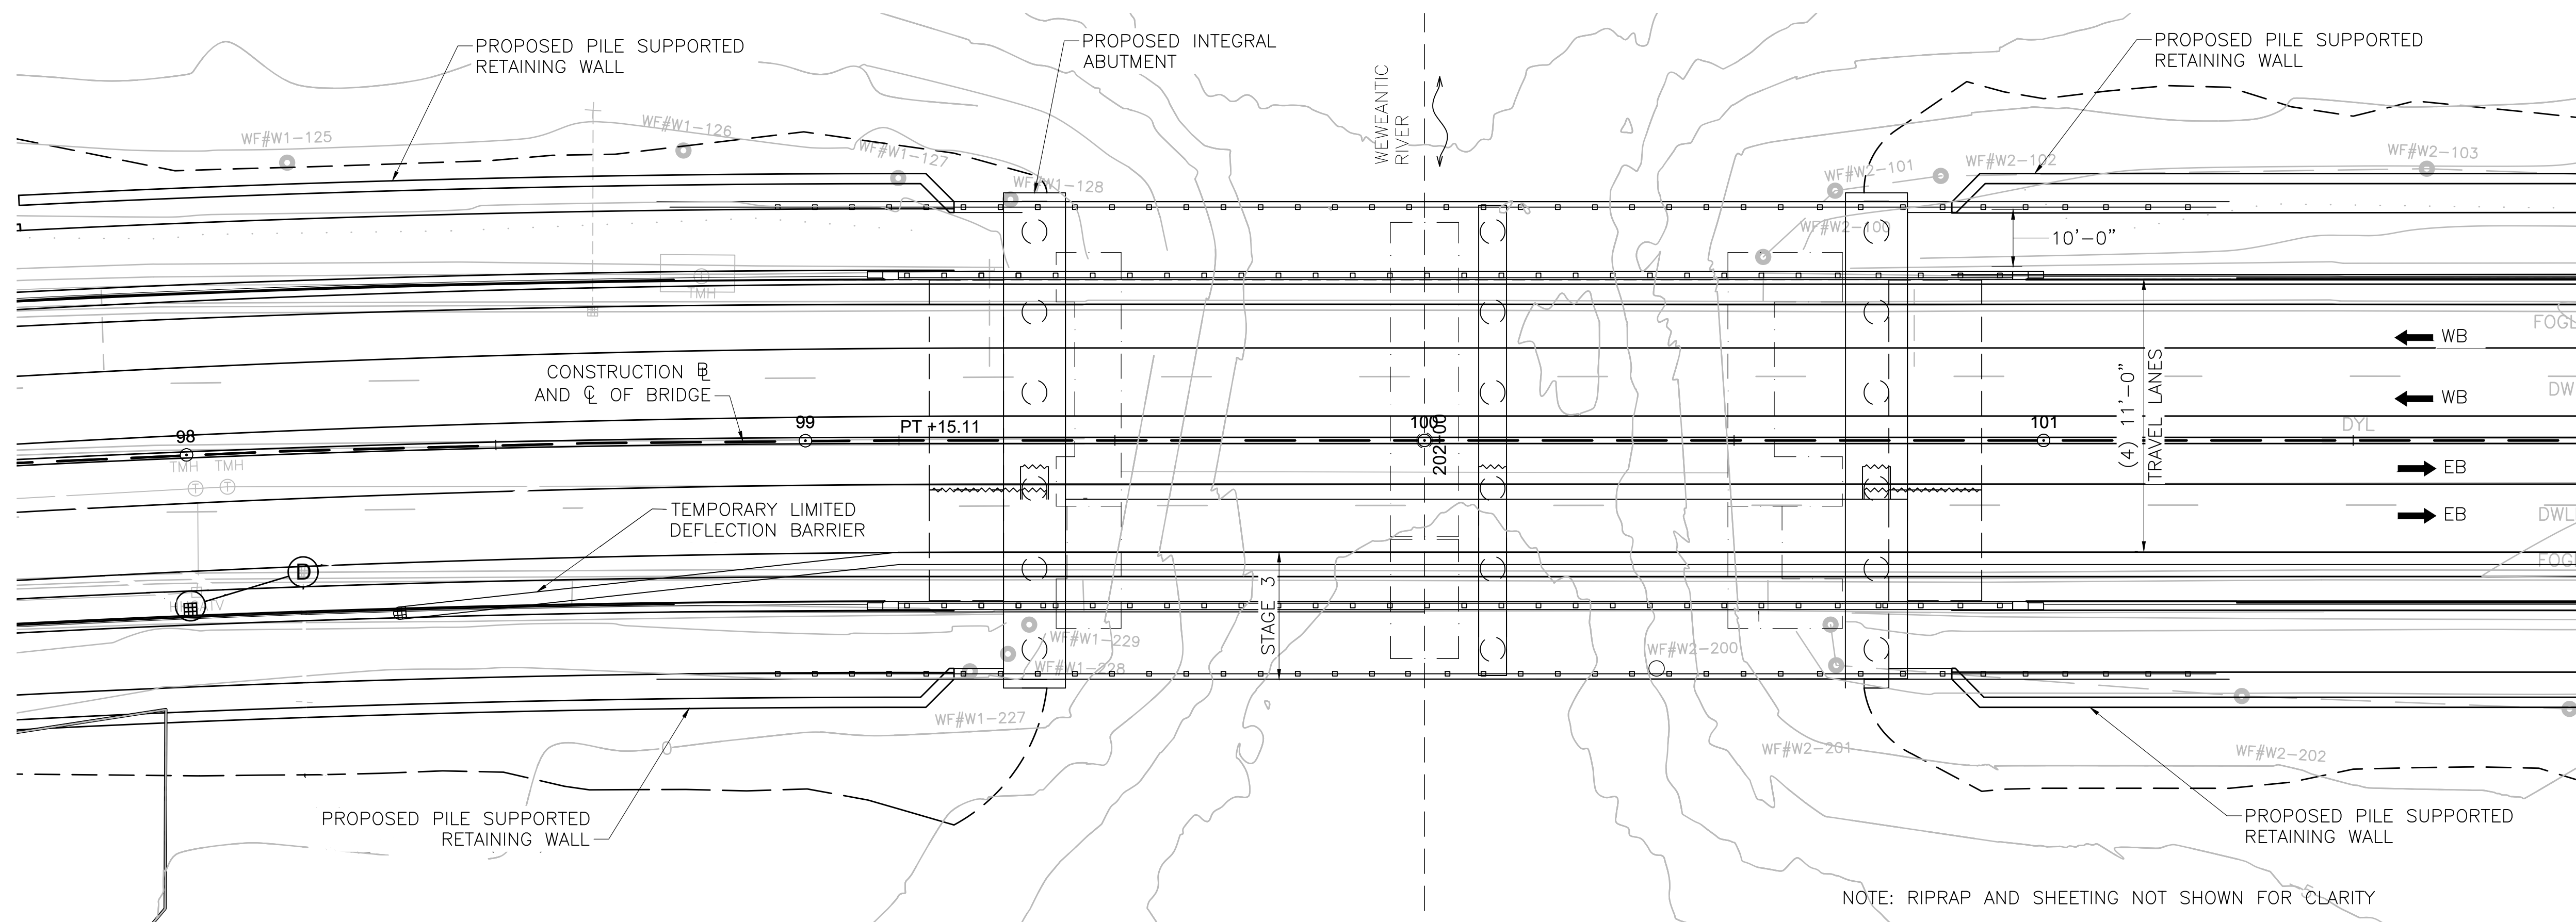 PROPOSED PILE SUPPORTED
RETAINING WALL
PROPOSED INTEGRAL
ABUTMENT
WEWEANTIC
RIVER
PROPOSED PILE SUPPORTED
RETAINING WALL
WF#W1-125
WF#W1-126
WF#W1-127
WF#W1-128
WF#W2-101
WF#W2-102
WF#W2-103
WF#W2-100
10'-0"
TMH
FOGL
WB
CONSTRUCTION ℄
AND ℄ OF BRIDGE
(4) 11'-0"
TRAVEL LANES
DW
WB
98
99
PT +15.11
100
202+00
101
DYL
TMH
TMH
EB
TEMPORARY LIMITED
DEFLECTION BARRIER
EB
DWL
D
FOGL
STAGE 3
WF#W1-229
WF#W1-228
WF#W2-200
WF#W1-227
WF#W2-201
WF#W2-202
PROPOSED PILE SUPPORTED
RETAINING WALL
PROPOSED PILE SUPPORTED
RETAINING WALL
NOTE: RIPRAP AND SHEETING NOT SHOWN FOR CLARITY